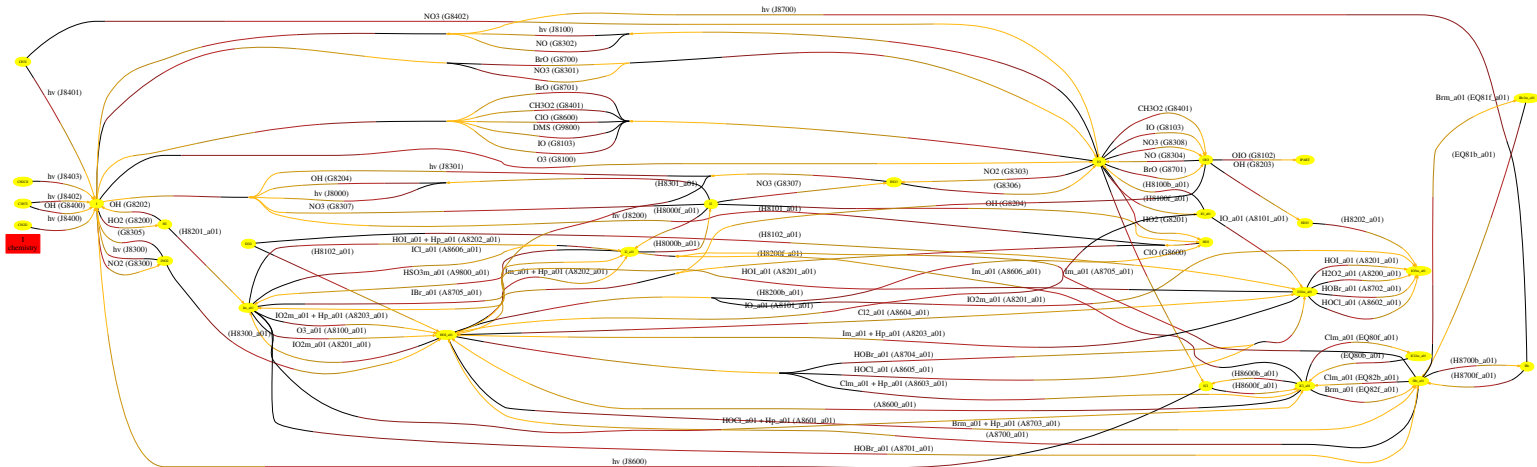 NO3 (G8402)
hv (J8700)
hv (J8100)
NO (G8302)
BrO (G8700)
NO3 (G8301)
hv (J8401)
BrO (G8701)
CH3O2 (G8401)
ClO (G8600)
DMS (G9800)
IO (G8103)
O3 (G8100)
Brm_a01 (EQ81f_a01)
CH3O2 (G8401)
IO (G8103)
NO3 (G8308)
NO (G8304)
BrO (G8701)
OIO (G8102)
OH (G8203)
IPART
(EQ81b_a01)
hv (J8403)
hv (J8402)
OH (G8400)
hv (J8400)
I
chemistry
OH (G8202)
HO2 (G8200)
(G8305)
hv (J8300)
NO2 (G8300)
hv (J8301)
OH (G8204)
hv (J8000)
NO3 (G8307)
(H8301_a01)
NO3 (G8307)
NO2 (G8303)
(G8306)
(H8100b_a01)
(H8100f_a01)
(H8201_a01)
(H8102_a01)
HOI_a01 + Hp_a01 (A8202_a01)
ICl_a01 (A8606_a01)
HSO3m_a01 (A9800_a01)
IBr_a01 (A8705_a01)
hv (J8200)
(H8000f_a01)
(H8000b_a01)
(H8101_a01)
OH (G8204)
HO2 (G8201)
(H8102_a01)
(H8200f_a01)
ClO (G8600)
IO_a01 (A8101_a01)
(H8202_a01)
HOI_a01 (A8201_a01)
H2O2_a01 (A8200_a01)
HOBr_a01 (A8702_a01)
HOCl_a01 (A8602_a01)
Im_a01 + Hp_a01 (A8202_a01)
HOI_a01 (A8201_a01)
Im_a01 (A8606_a01)
Im_a01 (A8705_a01)
(H8200b_a01)
IO_a01 (A8101_a01)
IO2m_a01 (A8201_a01)
Cl2_a01 (A8604_a01)
IO2m_a01 + Hp_a01 (A8203_a01)
O3_a01 (A8100_a01)
IO2m_a01 (A8201_a01)
(H8300_a01)
Im_a01 + Hp_a01 (A8203_a01)
HOBr_a01 (A8704_a01)
HOCl_a01 (A8605_a01)
Clm_a01 + Hp_a01 (A8603_a01)
Clm_a01 (EQ80f_a01)
(EQ80b_a01)
(H8600b_a01)
(H8600f_a01)
Clm_a01 (EQ82b_a01)
Brm_a01 (EQ82f_a01)
(H8700b_a01)
(H8700f_a01)
(A8600_a01)
HOCl_a01 + Hp_a01 (A8601_a01)
Brm_a01 + Hp_a01 (A8703_a01)
(A8700_a01)
HOBr_a01 (A8701_a01)
hv (J8600)